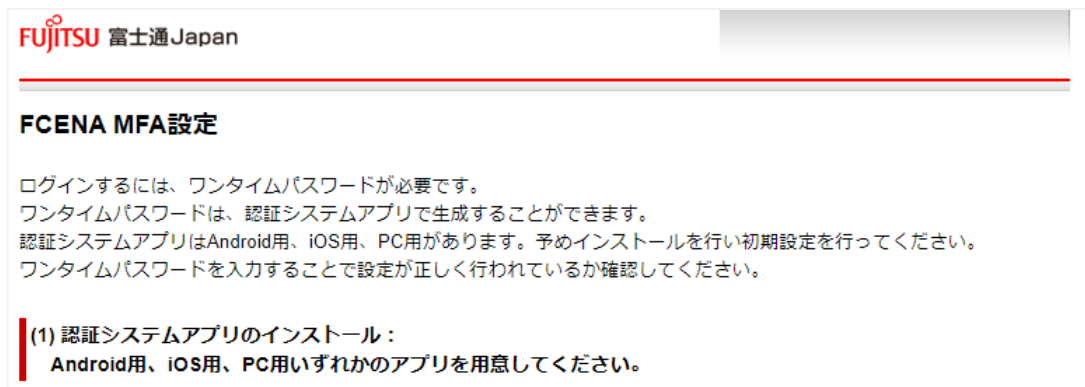 FUJITSU 富士通Japan
FCENA MFA設定
ログインするには、ワンタイムパスワードが必要です。
ワンタイムパスワードは、認証システムアプリで生成することができます。
認証システムアプリはAndroid用、iOS用、PC用があります。予めインストールを行い初期設定を行ってください。
ワンタイムパスワードを入力することで設定が正しく行われているか確認してください。
(1) 認証システムアプリのインストール：
Android用、iOS用、PC用いずれかのアプリを用意してください。